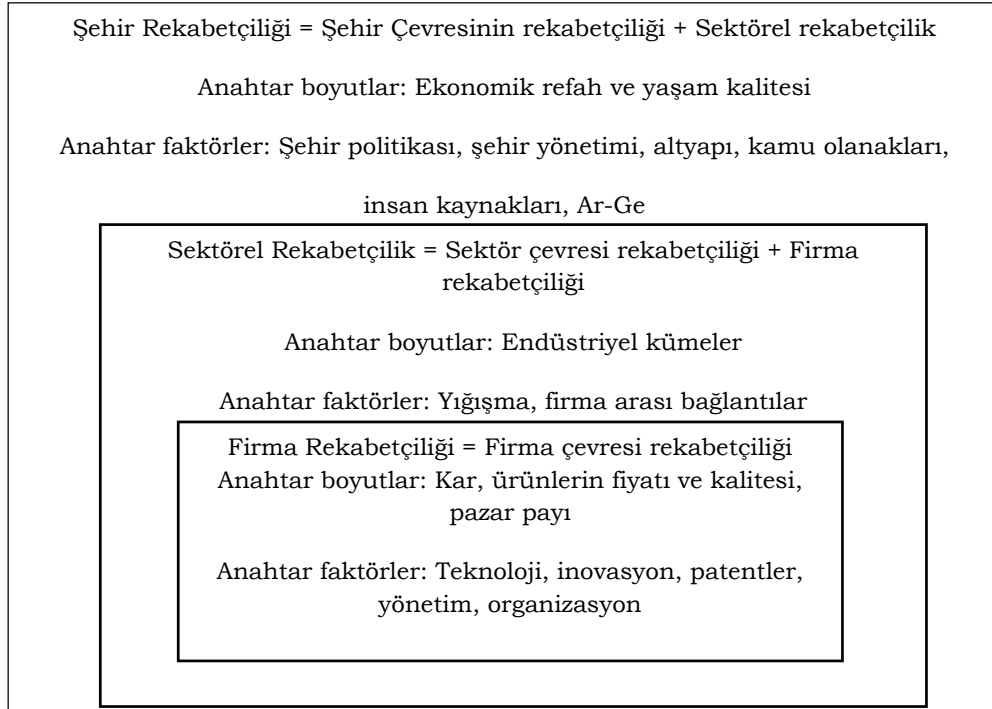 Şehir Rekabetçiliği = Şehir Çevresinin rekabetçiliği + Sektörel rekabetçilik
Anahtar boyutlar: Ekonomik refah ve yaşam kalitesi
Anahtar faktörler: Şehir politikası, şehir yönetimi, altyapı, kamu olanakları,
insan kaynakları, Ar-Ge
Sektörel Rekabetçilik = Sektör çevresi rekabetçiliği + Firma
rekabetçiliği
Anahtar boyutlar: Endüstriyel kümeler
Anahtar faktörler: Yığışma, firma arası bağlantılar
Firma Rekabetçiliği = Firma çevresi rekabetçiliği
Anahtar boyutlar: Kar, ürünlerin fiyatı ve kalitesi,
pazar payı
Anahtar faktörler: Teknoloji, inovasyon, patentler,
yönetim, organizasyon